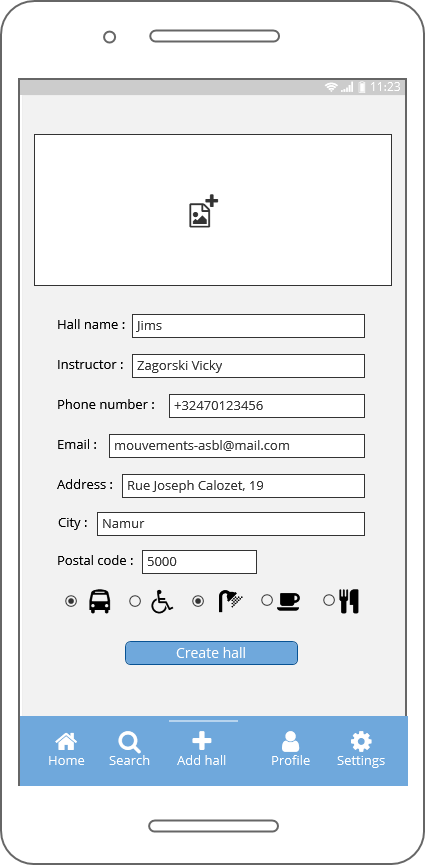 11:23
Hall name : Jims
Instructor : Zagorski Vicky
Phone number : +32470123456
Email : mouvements-asbl@mail.com
Address : Rue Joseph Calozet, 19
City : Namur
Postal code : 5000
Create hall
Home Search Add hall Profile Settings